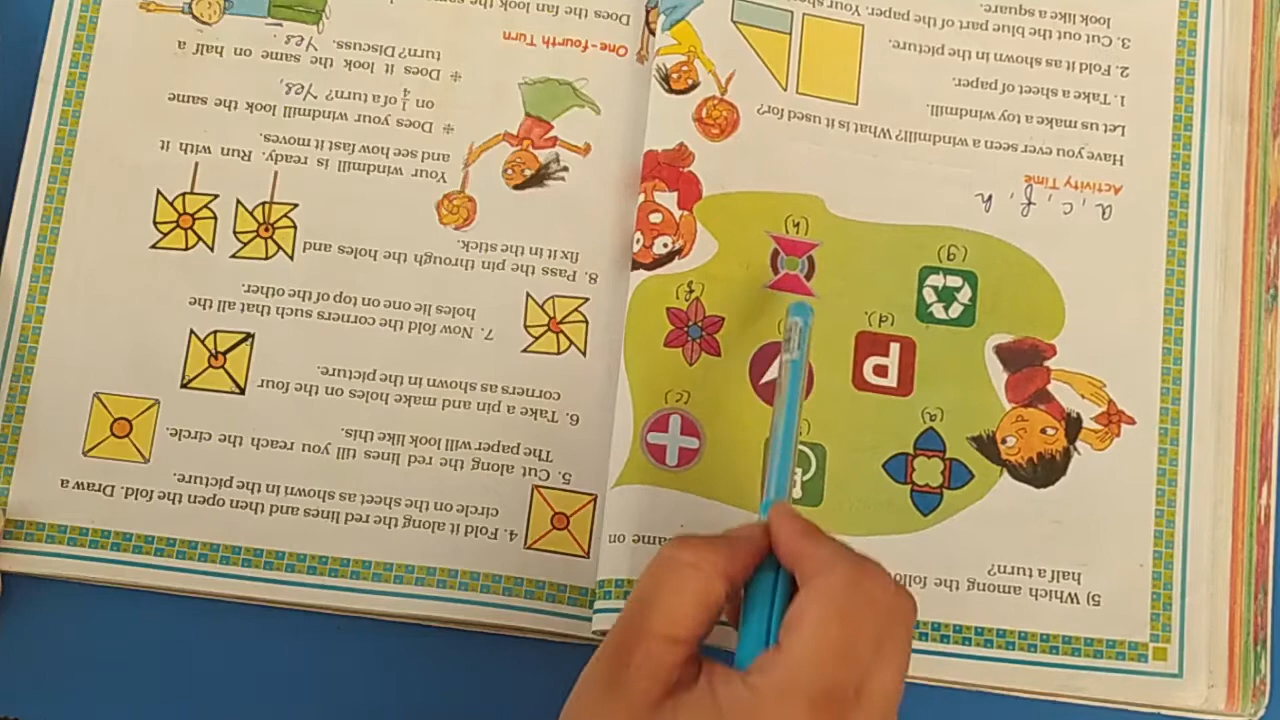 5) Which among the follo
same on
half a turn?
(a)
(c)
P
(d).
(f)
(g)
(h)
a, c, f, h
Activity Time
Have you ever seen a windmill? What is it used for?
Let us make a toy windmill.
1. Take a sheet of paper.
2. Fold it as shown in the picture.
3. Cut out the blue part of the paper. Your
look like a square.
4. Fold it along the red lines and then open the fold. Draw a
circle on the sheet as shown in the picture.
5. Cut along the red lines till you reach the circle.
The paper will look like this.
6. Take a pin and make holes on the four
corners as shown in the picture.
7. Now fold the corners such that all the
holes lie one on top of the other.
8. Pass the pin through the holes and
fix it in the stick.
Your windmill is ready. Run with it
and see how fast it moves.
Does your windmill look the same
on 1/4 of a turn? Yes,
Does it look the same on half a
turn? Discuss. Yes.
One-fourth Turn
Does the fan look the